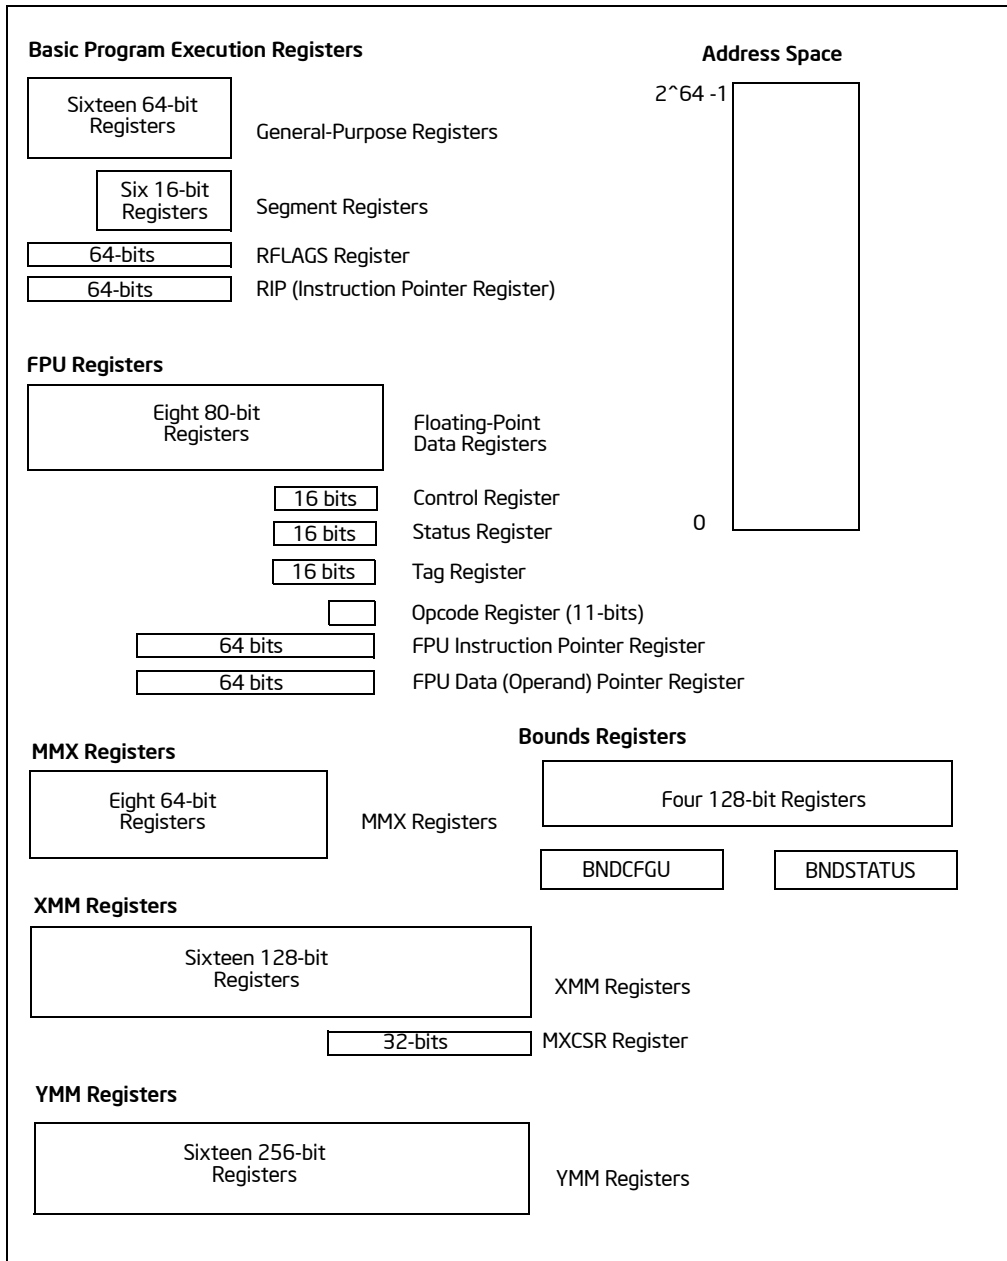 Basic Program Execution Registers
Address Space
2^64 -1
Sixteen 64-bit
Registers
General-Purpose Registers
Six 16-bit
Registers
Segment Registers
64-bits
RFLAGS Register
64-bits
RIP (Instruction Pointer Register)
FPU Registers
Eight 80-bit
Registers
Floating-Point
Data Registers
16 bits
Control Register
0
16 bits
Status Register
16 bits
Tag Register
Opcode Register (11-bits)
64 bits
FPU Instruction Pointer Register
64 bits
FPU Data (Operand) Pointer Register
MMX Registers
Eight 64-bit
Registers
MMX Registers
Bounds Registers
Four 128-bit Registers
BNDCFGU
BNDSTATUS
XMM Registers
Sixteen 128-bit
Registers
XMM Registers
32-bits
MXCSR Register
YMM Registers
Sixteen 256-bit
Registers
YMM Registers